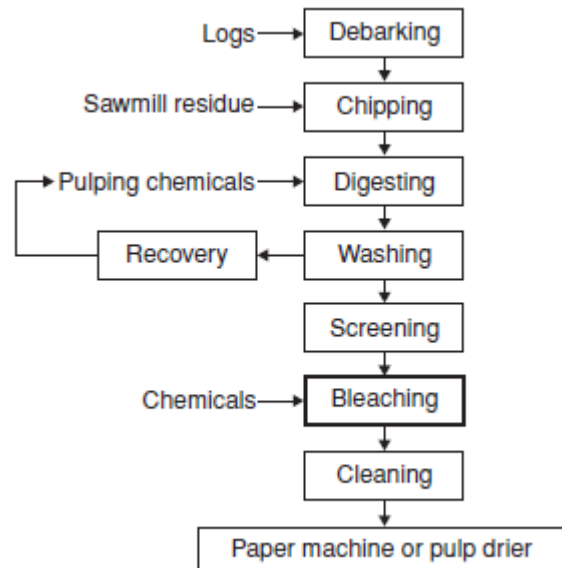 Logs
Debarking
Sawmill residue
Chipping
Pulping chemicals
Digesting
Recovery
Washing
Screening
Chemicals
Bleaching
Cleaning
Paper machine or pulp drier